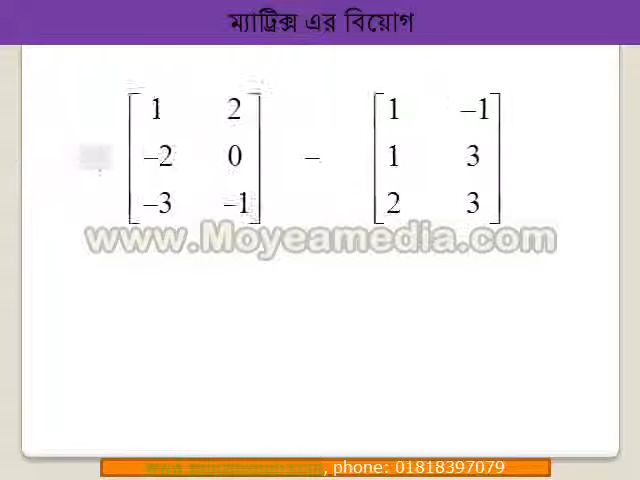 ম্যাট্রিক্স এর বিয়োগ
1 2 1 –1
–2 0 – 1 3
–3 –1 2 3
www.Moyeamedia.com
, phone: 01818397079